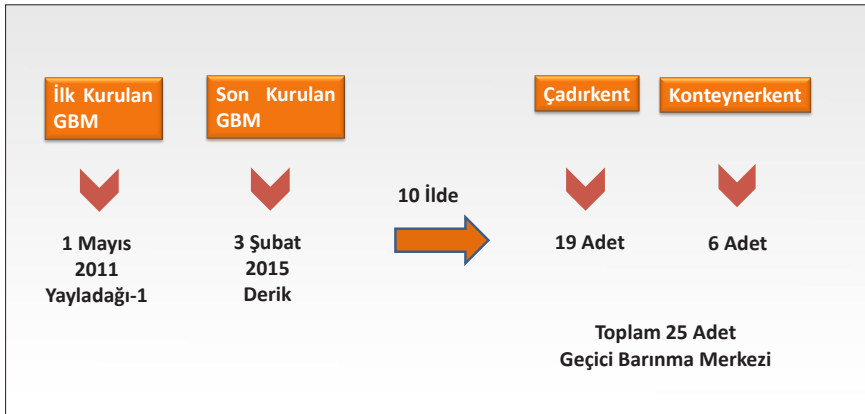 İlk Kurulan
GBM
1 Mayıs
2011
Yayladağı-1
Son Kurulan
GBM
3 Şubat
2015
Derik
10 İlde
Çadırkent
19 Adet
Konteynerkent
6 Adet
Toplam 25 Adet
Geçici Barınma Merkezi